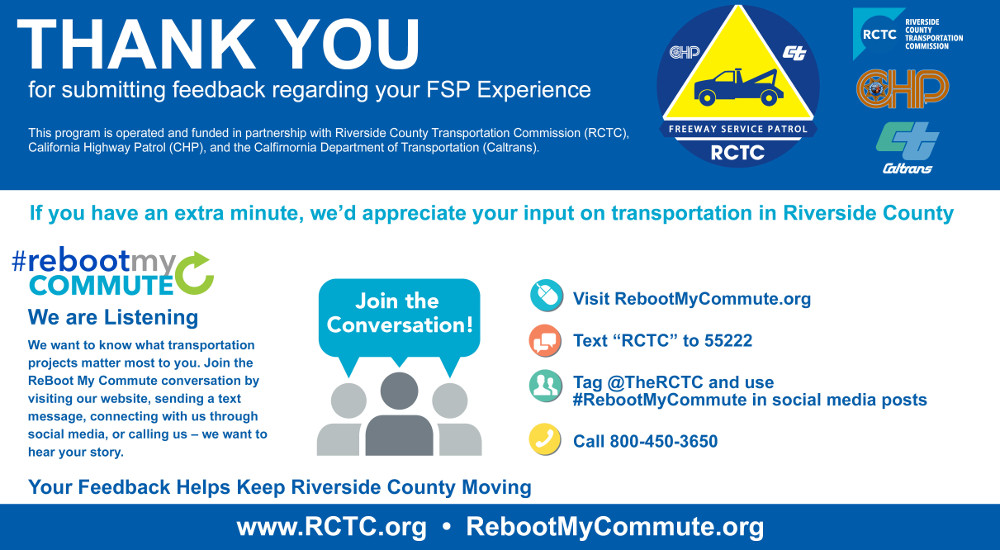 THANK YOU
for submitting feedback regarding your FSP Experience
This program is operated and funded in partnership with Riverside County Transportation Commission (RCTC),
California Highway Patrol (CHP), and the Calfimornia Department of Transportation (Caltrans).
CHP
Ct
FREEWAY SERVICE PATROL
RCTC
RCTC
RIVERSIDE
COUNTY
TRANSPORTATION
COMMISSION
CHP
Ct
Caltrans
If you have an extra minute, we’d appreciate your input on transportation in Riverside County
#rebootmy
COMMUTE
We are Listening
We want to know what transportation
projects matter most to you. Join the
ReBoot My Commute conversation by
visiting our website, sending a text
message, connecting with us through
social media, or calling us – we want to
hear your story.
Join the
Conversation!
Visit RebootMyCommute.org
Text “RCTC” to 55222
Tag @TheRCTC and use
#RebootMyCommute in social media posts
Call 800-450-3650
Your Feedback Helps Keep Riverside County Moving
www.RCTC.org • RebootMyCommute.org